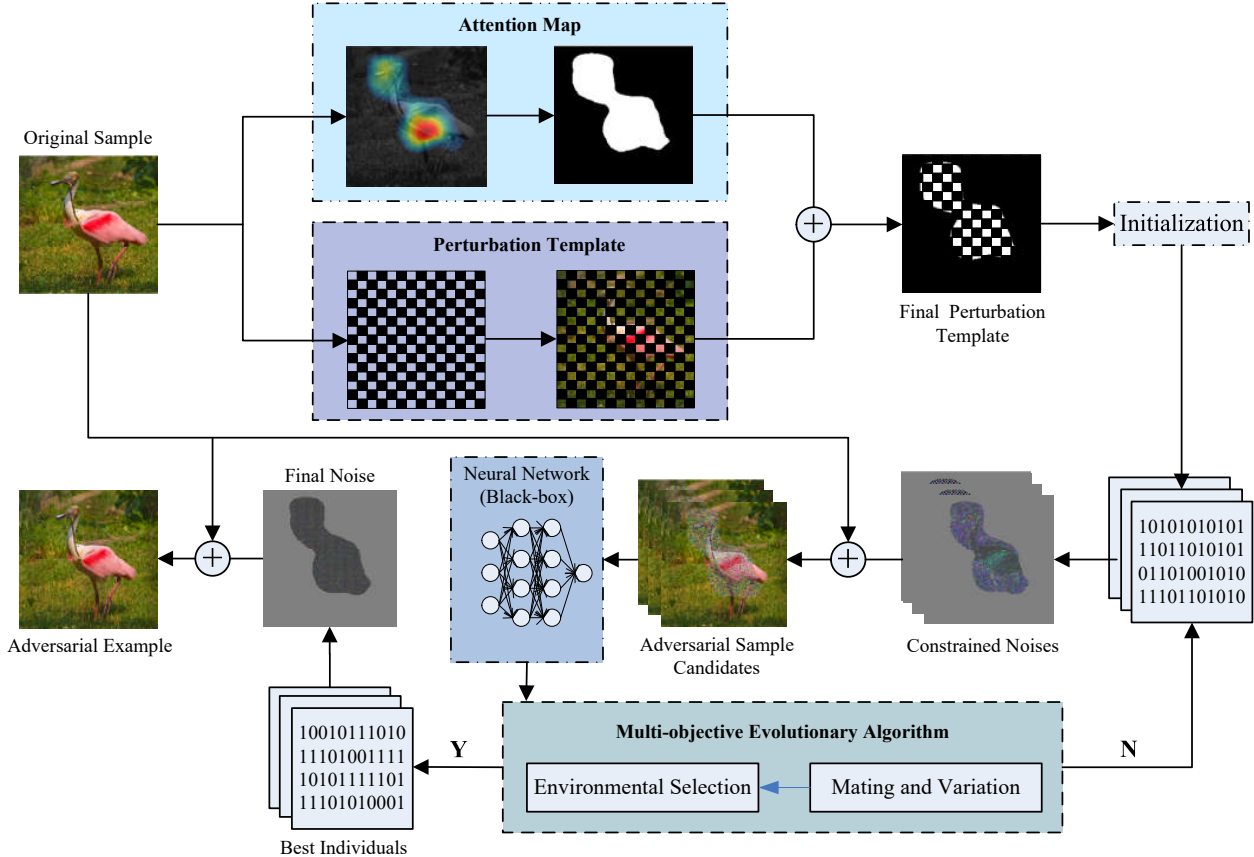 Attention Map
Original Sample
Perturbation Template
Initialization
Final Perturbation
Template
Final Noise
Neural Network
(Black-box)
10101010101
11011010101
01101001010
11101101010
Adversarial Example
Adversarial Sample
Candidates
Constrained Noises
Multi-objective Evolutionary Algorithm
Y
N
Environmental Selection
Mating and Variation
10010111010
11101001111
10101111101
11101010001
Best Individuals